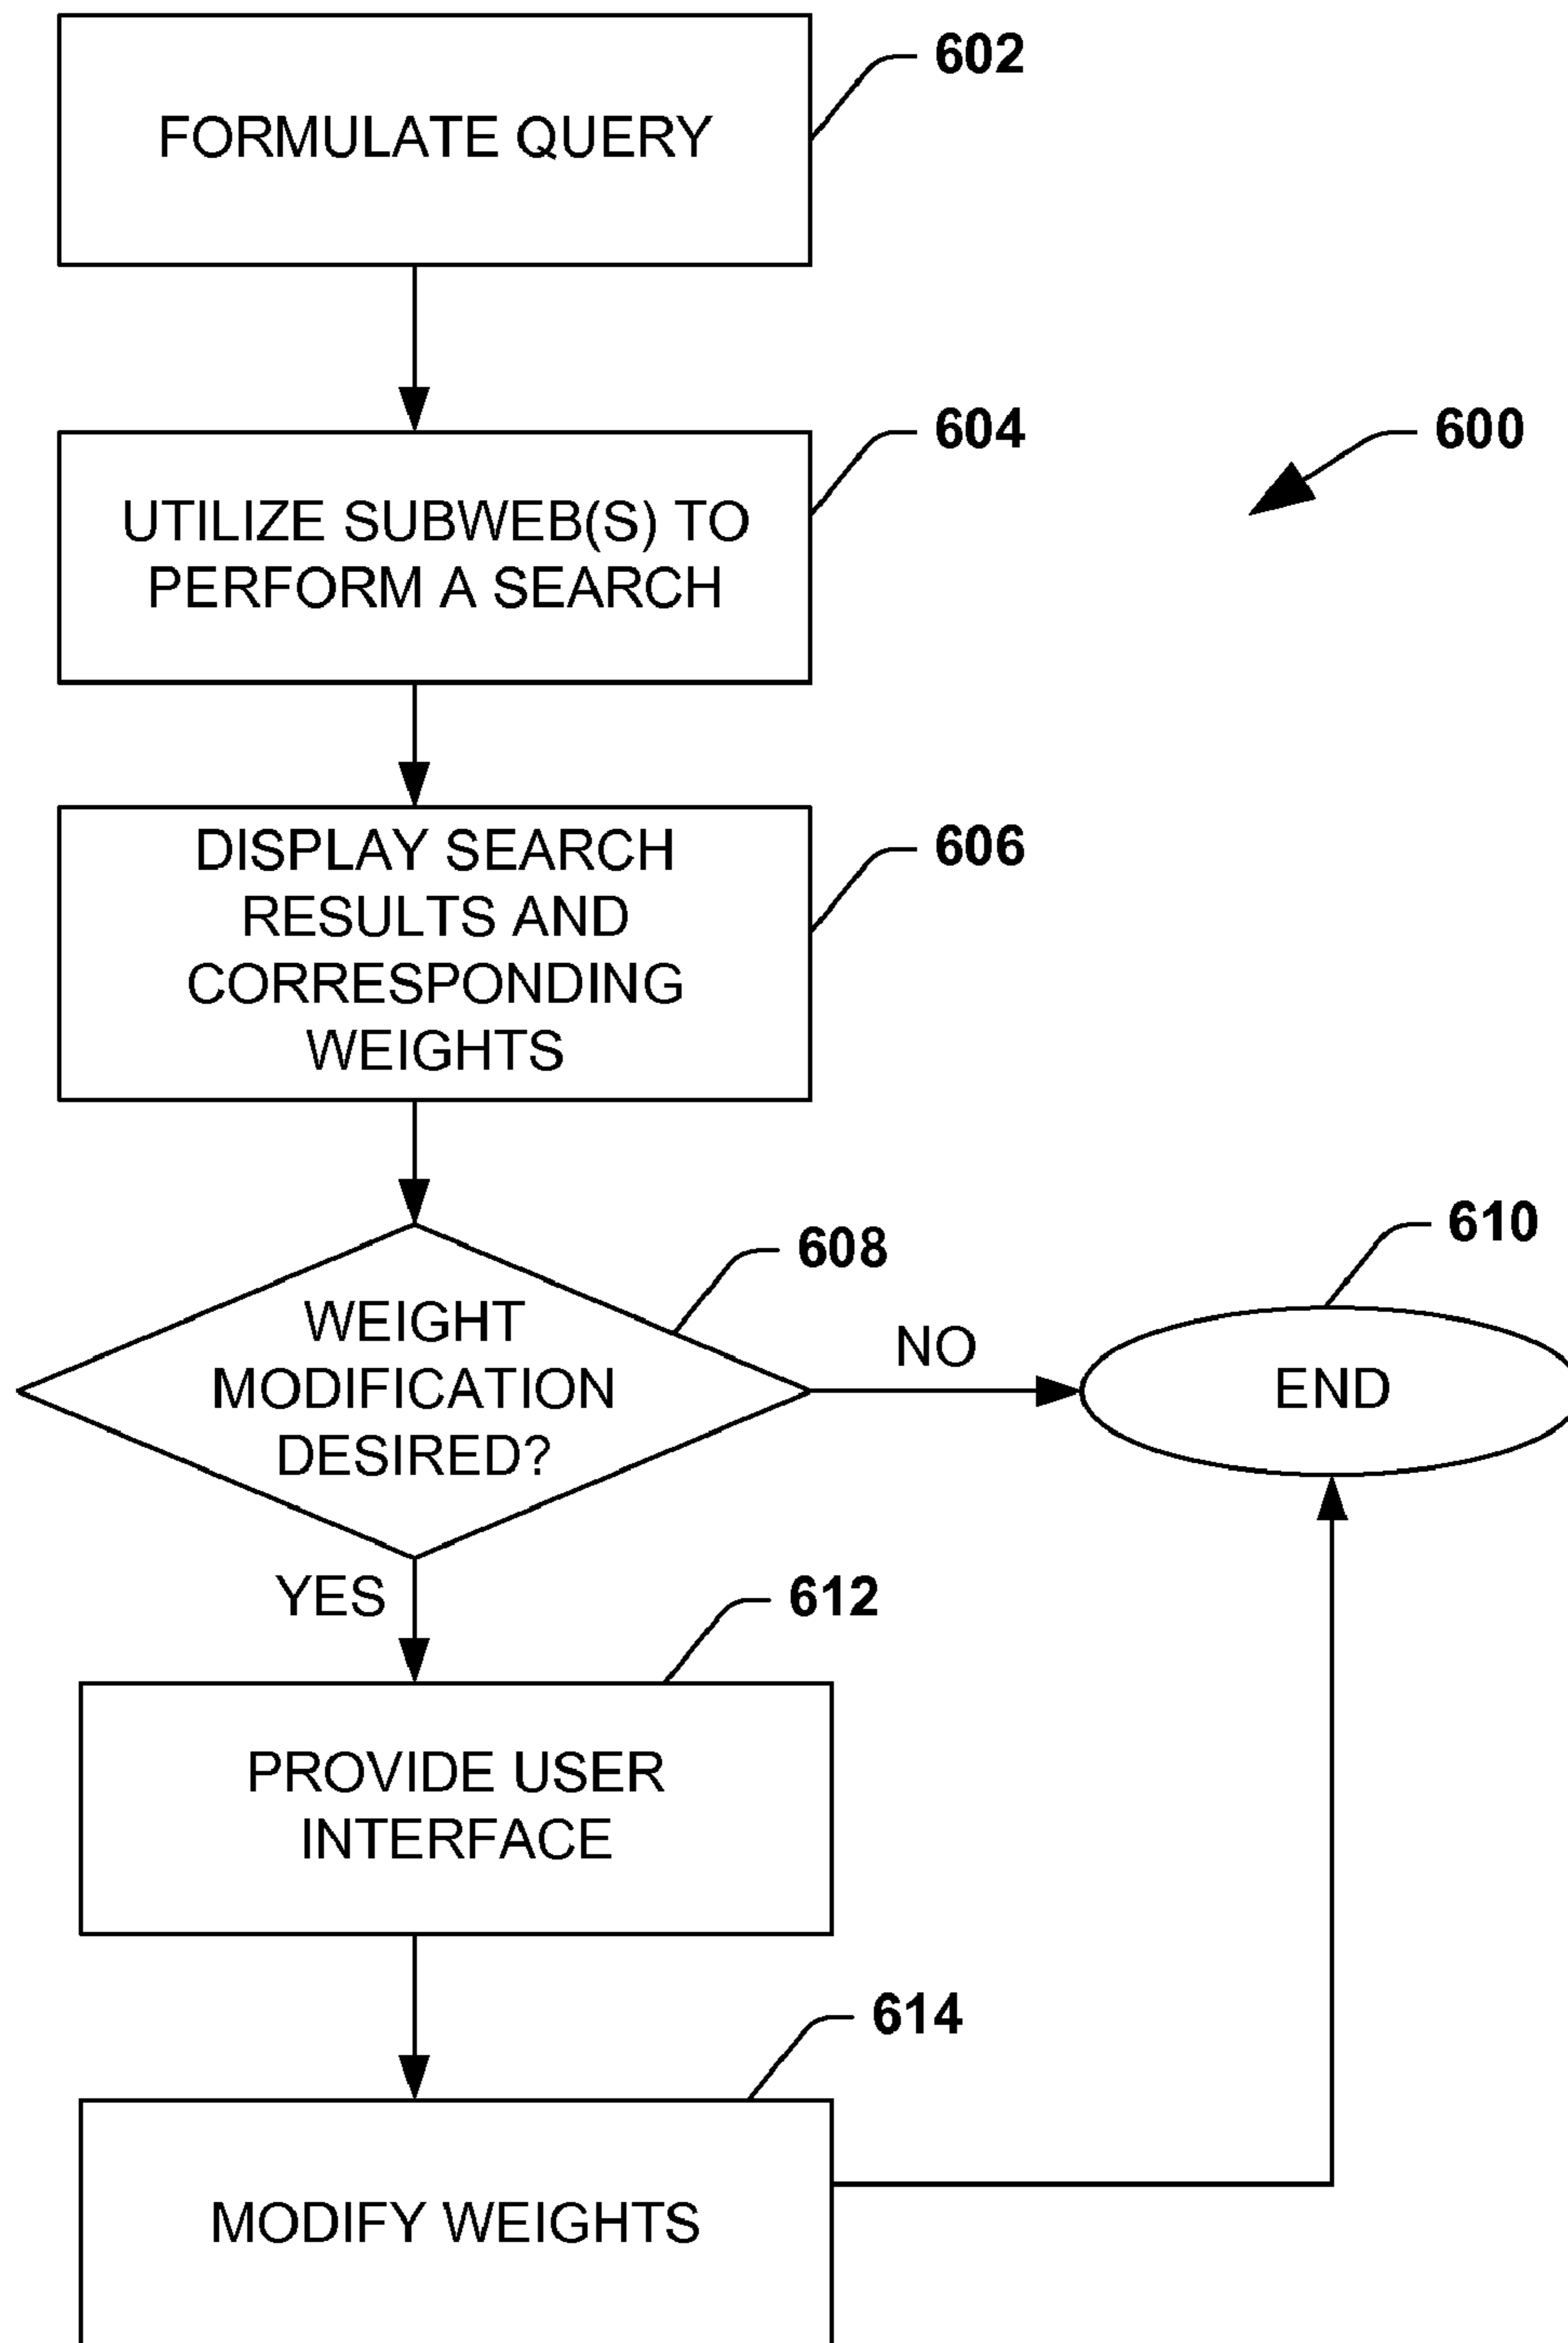 602
FORMULATE QUERY
604
600
UTILIZE SUBWEB(S) TO
PERFORM A SEARCH
606
DISPLAY SEARCH
RESULTS AND
CORRESPONDING
WEIGHTS
608
610
WEIGHT
MODIFICATION
DESIRED?
NO
END
YES
612
PROVIDE USER
INTERFACE
614
MODIFY WEIGHTS